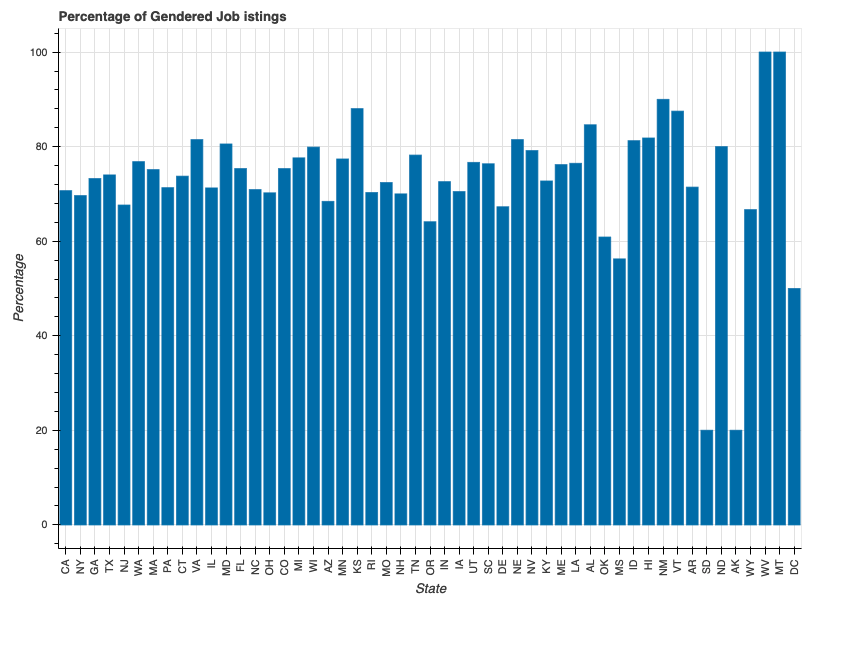 Percentage of Gendered Job istings
100
80
60
40
20
0
Percentage
CA NY GA TX NJ WA MA PA CT VA IL MD FL NC OH CO MI WI AZ MN KS RI MO NH TN OR IN IA UT SC DE NE NV KY ME LA AL OK MS ID HI NM VT AR SD ND AK WY WV MT DC
State